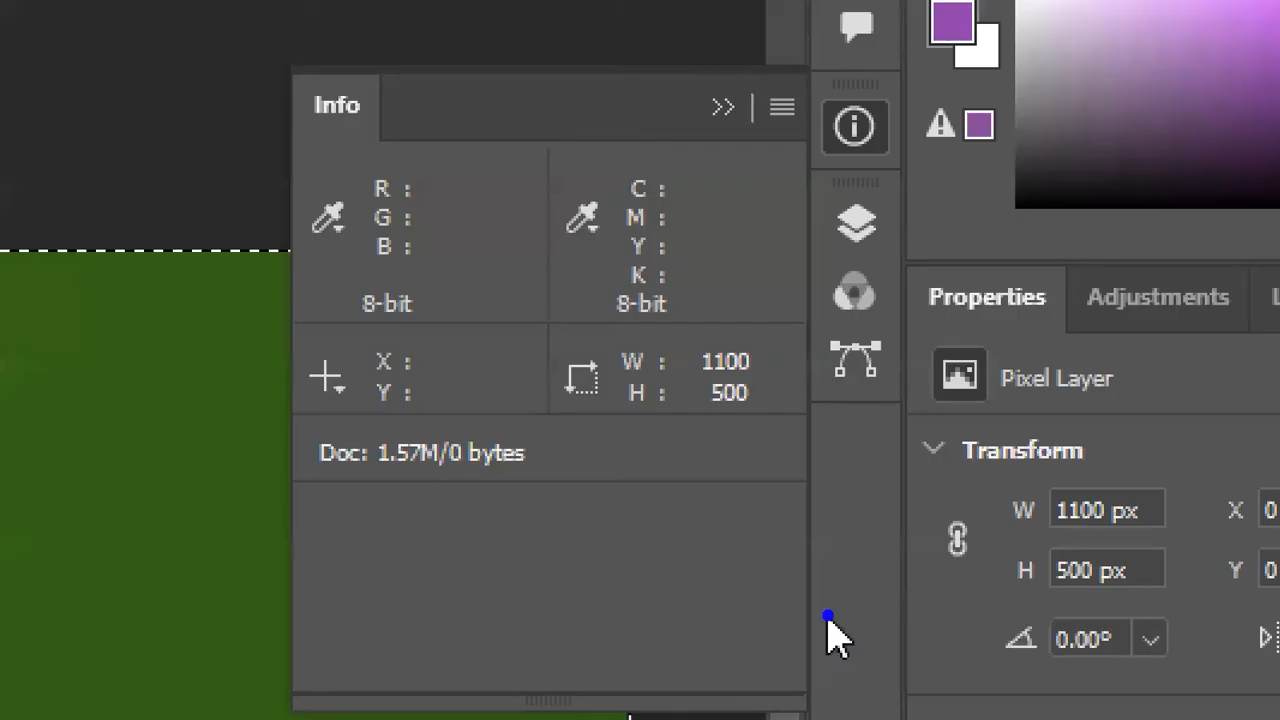 Info
R :
G :
B :
8-bit
C :
M :
Y :
K :
8-bit
X :
Y :
W : 1100
H : 500
Doc: 1.57M/0 bytes
Properties
Adjustments
L
Pixel Layer
Transform
W 1100 px X 0
H 500 px Y 0
0.00°